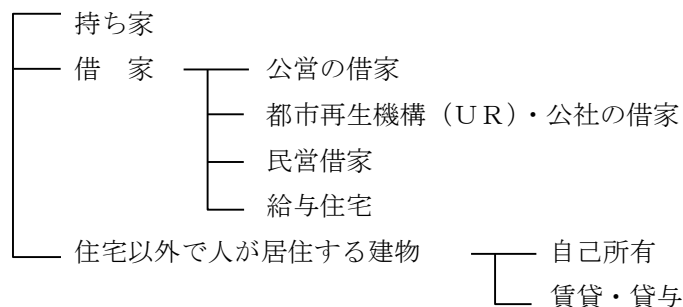 持ち家
借 家
公営の借家
都市再生機構(UR)・公社の借家
民営借家
給与住宅
住宅以外で人が居住する建物
自己所有
賃貸・貸与